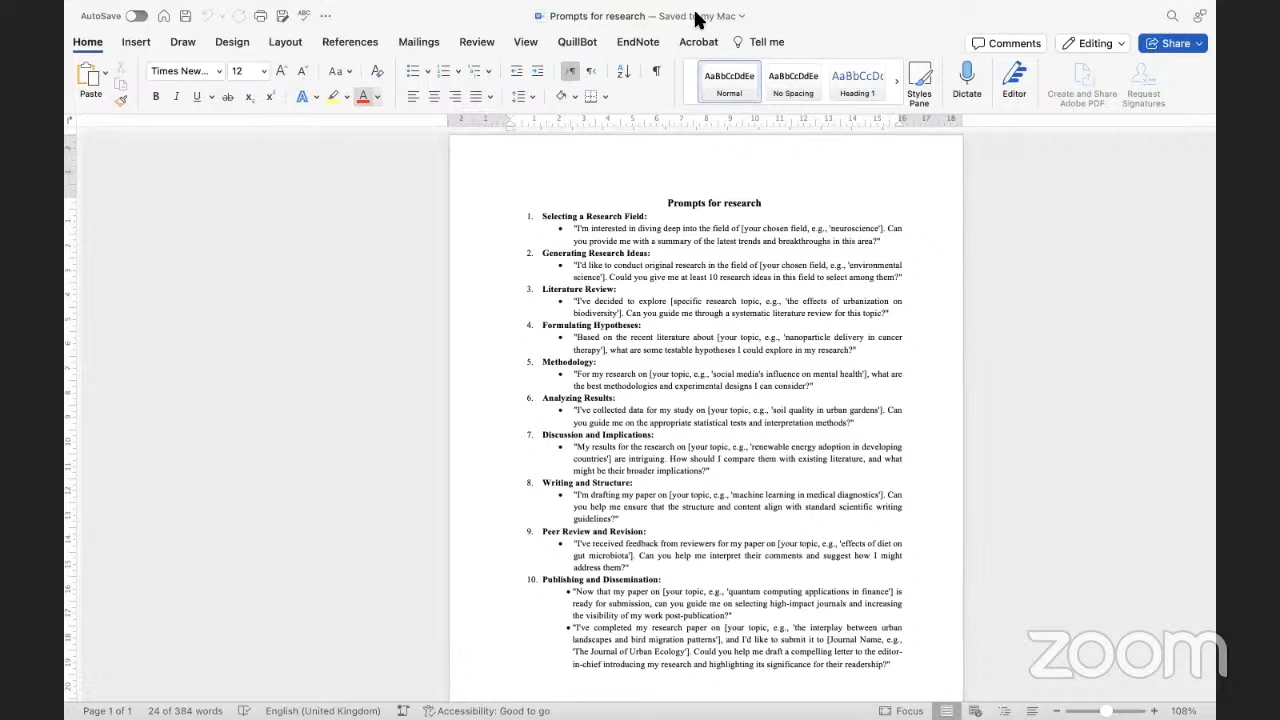 AutoSave
Prompts for research — Saved to my Mac
Home Insert Draw Design Layout References Mailings Review View QuillBot EndNote Acrobat Tell me
Comments Editing Share
Paste
Times New... 12
AaBbCcDdEe AaBbCcDdEe AaBbCcDc
Normal No Spacing Heading 1
Styles Pane
Dictate
Editor
Create and Share Adobe PDF
Request Signatures
2 1 1 2 3 4 5 6 7 8 9 10 11 12 13 14 15 16 17 18
Prompts for research
1. Selecting a Research Field:
• "I'm interested in diving deep into the field of [your chosen field, e.g., 'neuroscience']. Can
you provide me with a summary of the latest trends and breakthroughs in this area?"
2. Generating Research Ideas:
• "I'd like to conduct original research in the field of [your chosen field, e.g., 'environmental
science']. Could you give me at least 10 research ideas in this field to select among them?"
3. Literature Review:
• "I've decided to explore [specific research topic, e.g., 'the effects of urbanization on
biodiversity']. Can you guide me through a systematic literature review for this topic?"
4. Formulating Hypotheses:
• "Based on the recent literature about [your topic, e.g., 'nanoparticle delivery in cancer
therapy'], what are some testable hypotheses I could explore in my research?"
5. Methodology:
• "For my research on [your topic, e.g., 'social media's influence on mental health'], what are
the best methodologies and experimental designs I can consider?"
6. Analyzing Results:
• "I've collected data for my study on [your topic, e.g., 'soil quality in urban gardens']. Can
you guide me on the appropriate statistical tests and interpretation methods?"
7. Discussion and Implications:
• "My results for the research on [your topic, e.g., 'renewable energy adoption in developing
countries'] are intriguing. How should I compare them with existing literature, and what
might be their broader implications?"
8. Writing and Structure:
• "I'm drafting my paper on [your topic, e.g., 'machine learning in medical diagnostics']. Can
you help me ensure that the structure and content align with standard scientific writing
guidelines?"
9. Peer Review and Revision:
• "I've received feedback from reviewers for my paper on [your topic, e.g., 'effects of diet on
gut microbiota']. Can you help me interpret their comments and suggest how I might
address them?"
10. Publishing and Dissemination:
• "Now that my paper on [your topic, e.g., 'quantum computing applications in finance'] is
ready for submission, can you guide me on selecting high-impact journals and increasing
the visibility of my work post-publication?"
• "I've completed my research paper on [your topic, e.g., 'the interplay between urban
landscapes and bird migration patterns'], and I'd like to submit it to [Journal Name, e.g.,
'The Journal of Urban Ecology']. Could you help me draft a compelling letter to the editor-
in-chief introducing my research and highlighting its significance for their readership?"
zoom
Page 1 of 1 24 of 384 words English (United Kingdom) Accessibility: Good to go Focus 108%